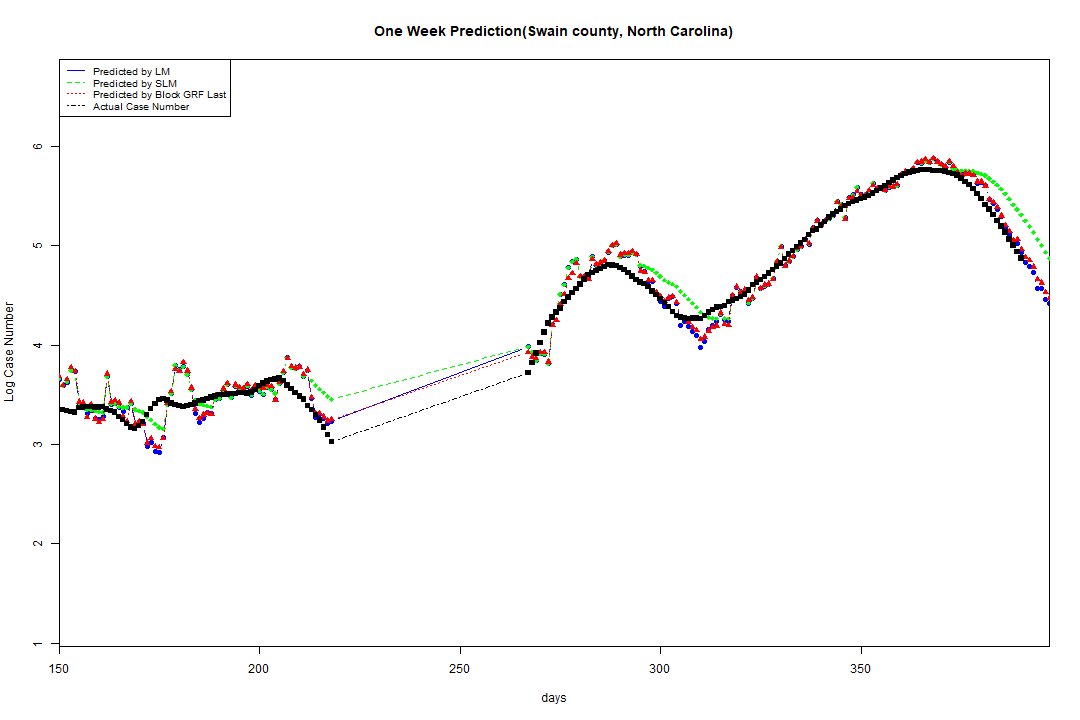 One Week Prediction(Swain county, North Carolina)
Predicted by LM
Predicted by SLM
Predicted by Block GRF Last
Actual Case Number
Log Case Number
6
5
4
3
2
1
150 200 250 300 350
days